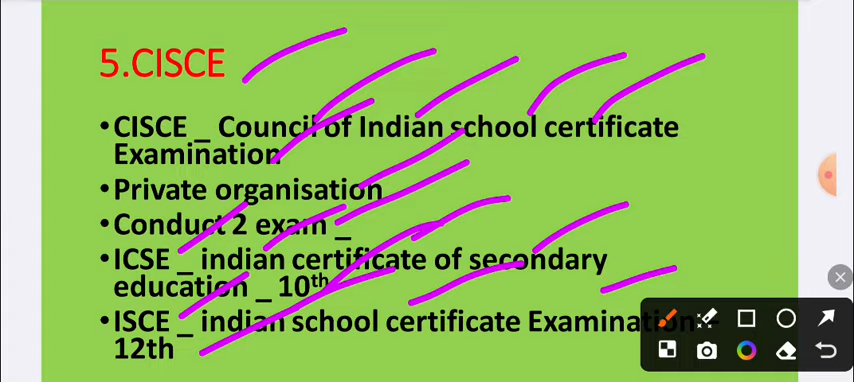 5.CISCE
•CISCE _ Council of Indian school certificate
Examination
•Private organisation
•Conduct 2 exam _
•ICSE _ indian certificate of secondary
education _ 10th
•ISCE _ indian school certificate Examination -
12th